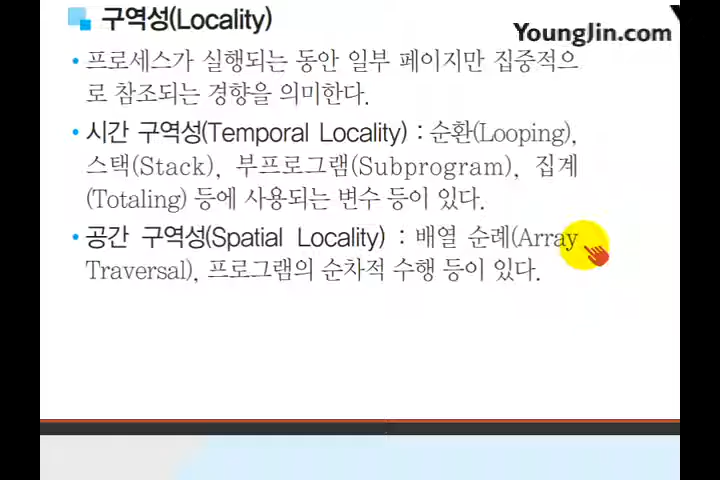 구역성(Locality)
YoungJin.com
• 프로세스가 실행되는 동안 일부 페이지만 집중적으
로 참조되는 경향을 의미한다.
• 시간 구역성(Temporal Locality) : 순환(Looping),
스택(Stack), 부프로그램(Subprogram), 집계
(Totaling) 등에 사용되는 변수 등이 있다.
• 공간 구역성(Spatial Locality) : 배열 순례(Array
Traversal), 프로그램의 순차적 수행 등이 있다.